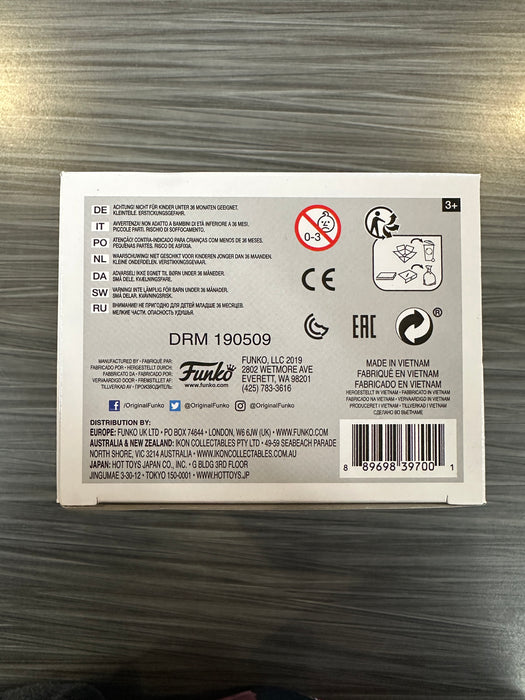 DE ACHTUNG! NICHT FÜR KINDER UNTER 36 MONATEN GEEIGNET.
KLEINTEILE. ERSTICKUNGSGEFAHR.
IT AVVERTENZA! NON ADATTO A BAMBINI DI ETÀ INFERIORE A 36 MESI,
PICCOLE PARTI. RISCHIO DI SOFFOCAMENTO.
PO ATENÇÃO! CONTRA-INDICADO PARA CRIANÇAS COM MENOS DE 36 MESES.
PEQUENAS PARTES. RISCO DE ASFIXIA.
NL WAARSCHUWING! NIET GESCHIKT VOOR KINDEREN JONGER DAN 36 MAANDEN.
KLEINE ONDERDELEN. VERSTIKKINGSGEVAAR.
DA ADVARSEL! IKKE EGNET TIL BØRN UNDER 36 MÅNEDER.
SMÅ DELE. KVÆLNINGSFARE.
SW VARNING! INTE LÄMPLIG FÖR BARN UNDER 36 MÅNADER.
SMÅ DELAR. KVÄVNINGSRISK.
RU ВНИМАНИЕ! НЕ ПРИГОДНО ДЛЯ ДЕТЕЙ МЛАДШЕ 36 МЕСЯЦЕВ.
МЕЛКИЕ ЧАСТИ. ОПАСНОСТЬ УДУШЬЯ.
0-3
3+
CE
EAC
®
DRM 190509
MANUFACTURED BY • FABRIQUÉ PAR:
FABRICADO POR • HERGESTELLT DURCH:
FABBRICATO DA • FABRICADO POR:
VERVAARDIGD DOOR • FREMSTILLET AF:
TILLVERKAD AV • ПРОИЗВОДИТЕЛЬ:
Funko
www.funko.com
FUNKO, LLC 2019
2802 WETMORE AVE
EVERETT, WA 98201
(425) 783-3616
MADE IN VIETNAM
FABRIQUÉ EN VIETNAM
FABRICADO EN VIETNAM
HERGESTELLT IN VIETNAM • FABBRICATO IN VIETNAM
FABRICADO NA VIETNAM • VERVAARDIGD IN VIETNAM
PRODUCERET I VIETNAM • TILLVERKAD I VIETNAM
СДЕЛАНО ВО ВЬЕТНАМЕ
/OriginalFunko @OriginalFunko @OriginalFunko
DISTRIBUTION BY:
EUROPE: FUNKO UK LTD • PO BOX 74644 • LONDON, W6 6JW (UK) • WWW.FUNKO.COM
AUSTRALIA & NEW ZEALAND: IKON COLLECTABLES PTY LTD • 49-59 SEABEACH PARADE
NORTH SHORE, VIC 3214 AUSTRALIA • WWW.IKONCOLLECTABLES.COM.AU
JAPAN: HOT TOYS JAPAN CO., INC. • G BLDG 3RD FLOOR
JINGUMAE 3-30-12 • TOKYO 150-0001 • WWW.HOTTOYS.JP
8 89698 39700 1